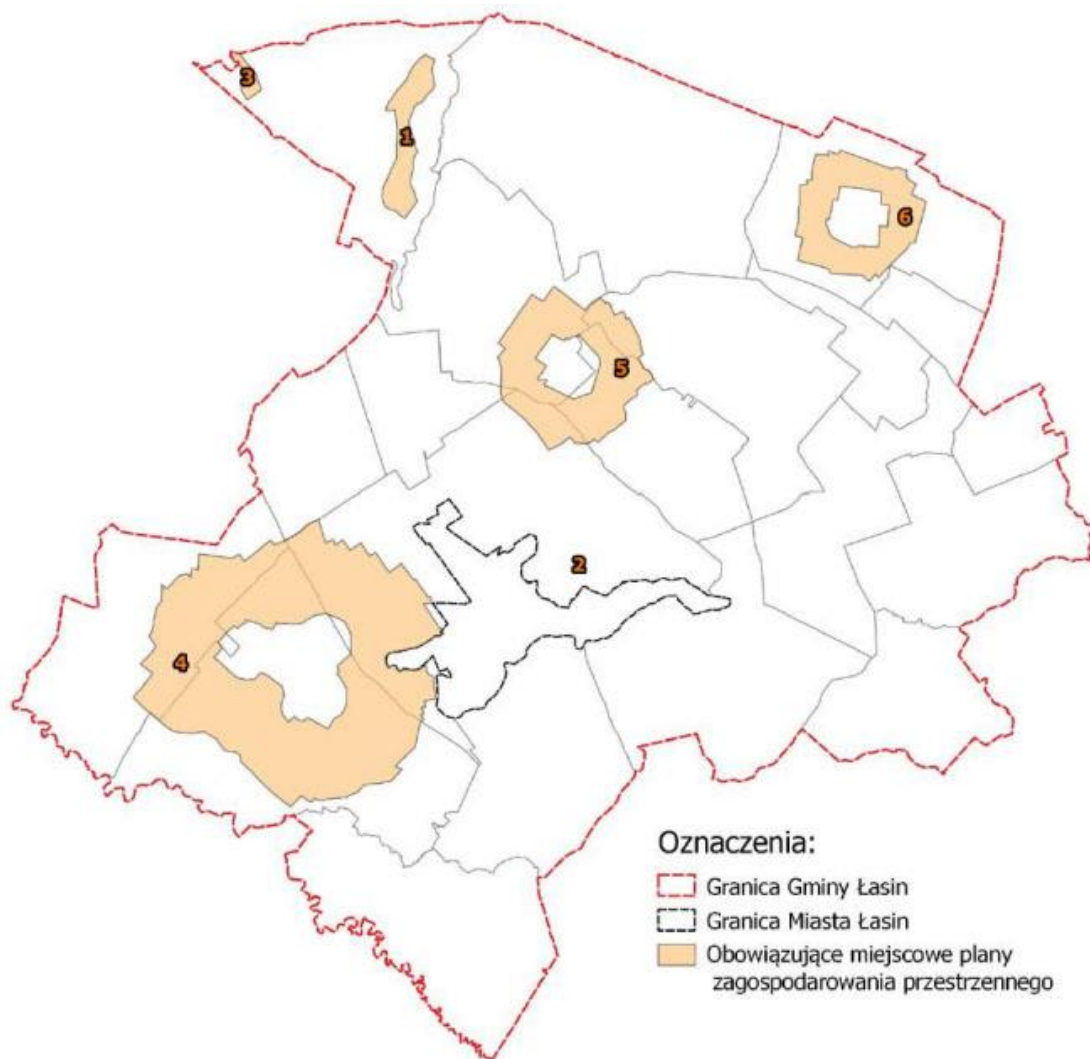 3
1
6
5
2
4
Oznaczenia:
Granica Gminy Łasin
Granica Miasta Łasin
Obowiązujące miejscowe plany
zagospodarowania przestrzennego